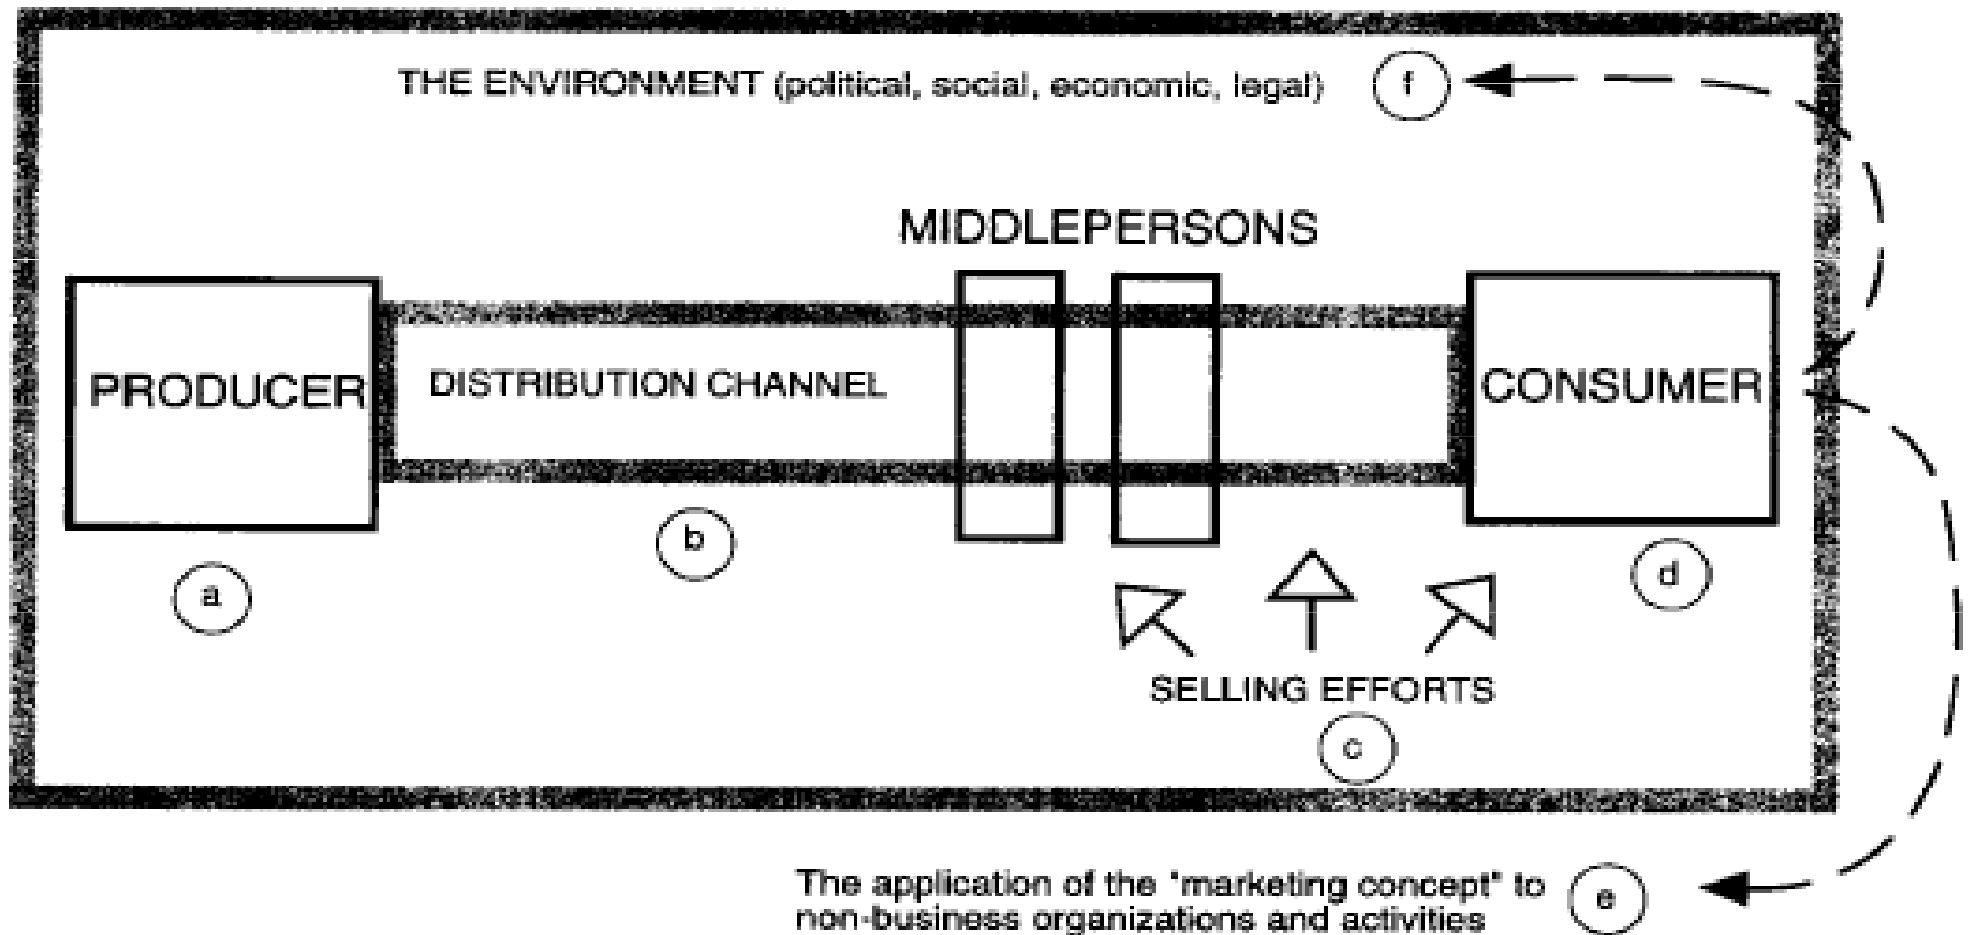 THE ENVIRONMENT (political, social, economic, legal) f
MIDDLEPERSONS
PRODUCER
DISTRIBUTION CHANNEL
CONSUMER
a
b
d
SELLING EFFORTS
c
The application of the "marketing concept" to
non-business organizations and activities
e